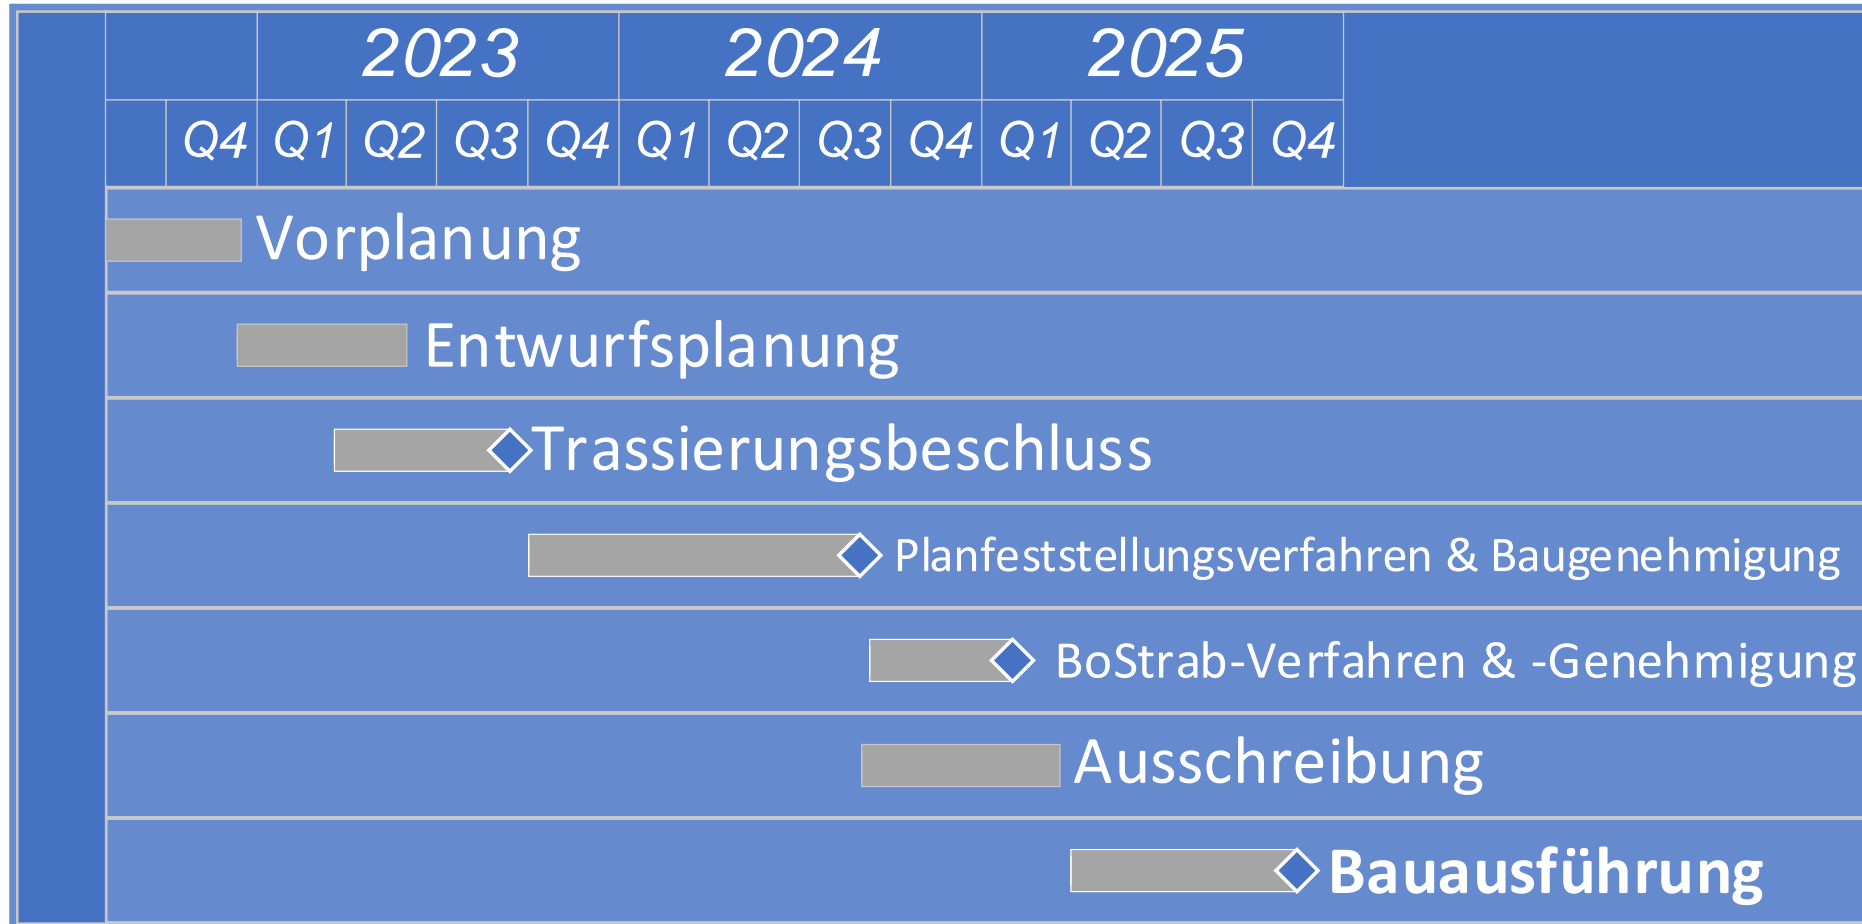 2023 2024 2025
Q4 Q1 Q2 Q3 Q4 Q1 Q2 Q3 Q4 Q1 Q2 Q3 Q4
Vorplanung
Entwurfsplanung
Trassierungsbeschluss
Planfeststellungsverfahren & Baugenehmigung
BoStrab-Verfahren & -Genehmigung
Ausschreibung
Bauausführung